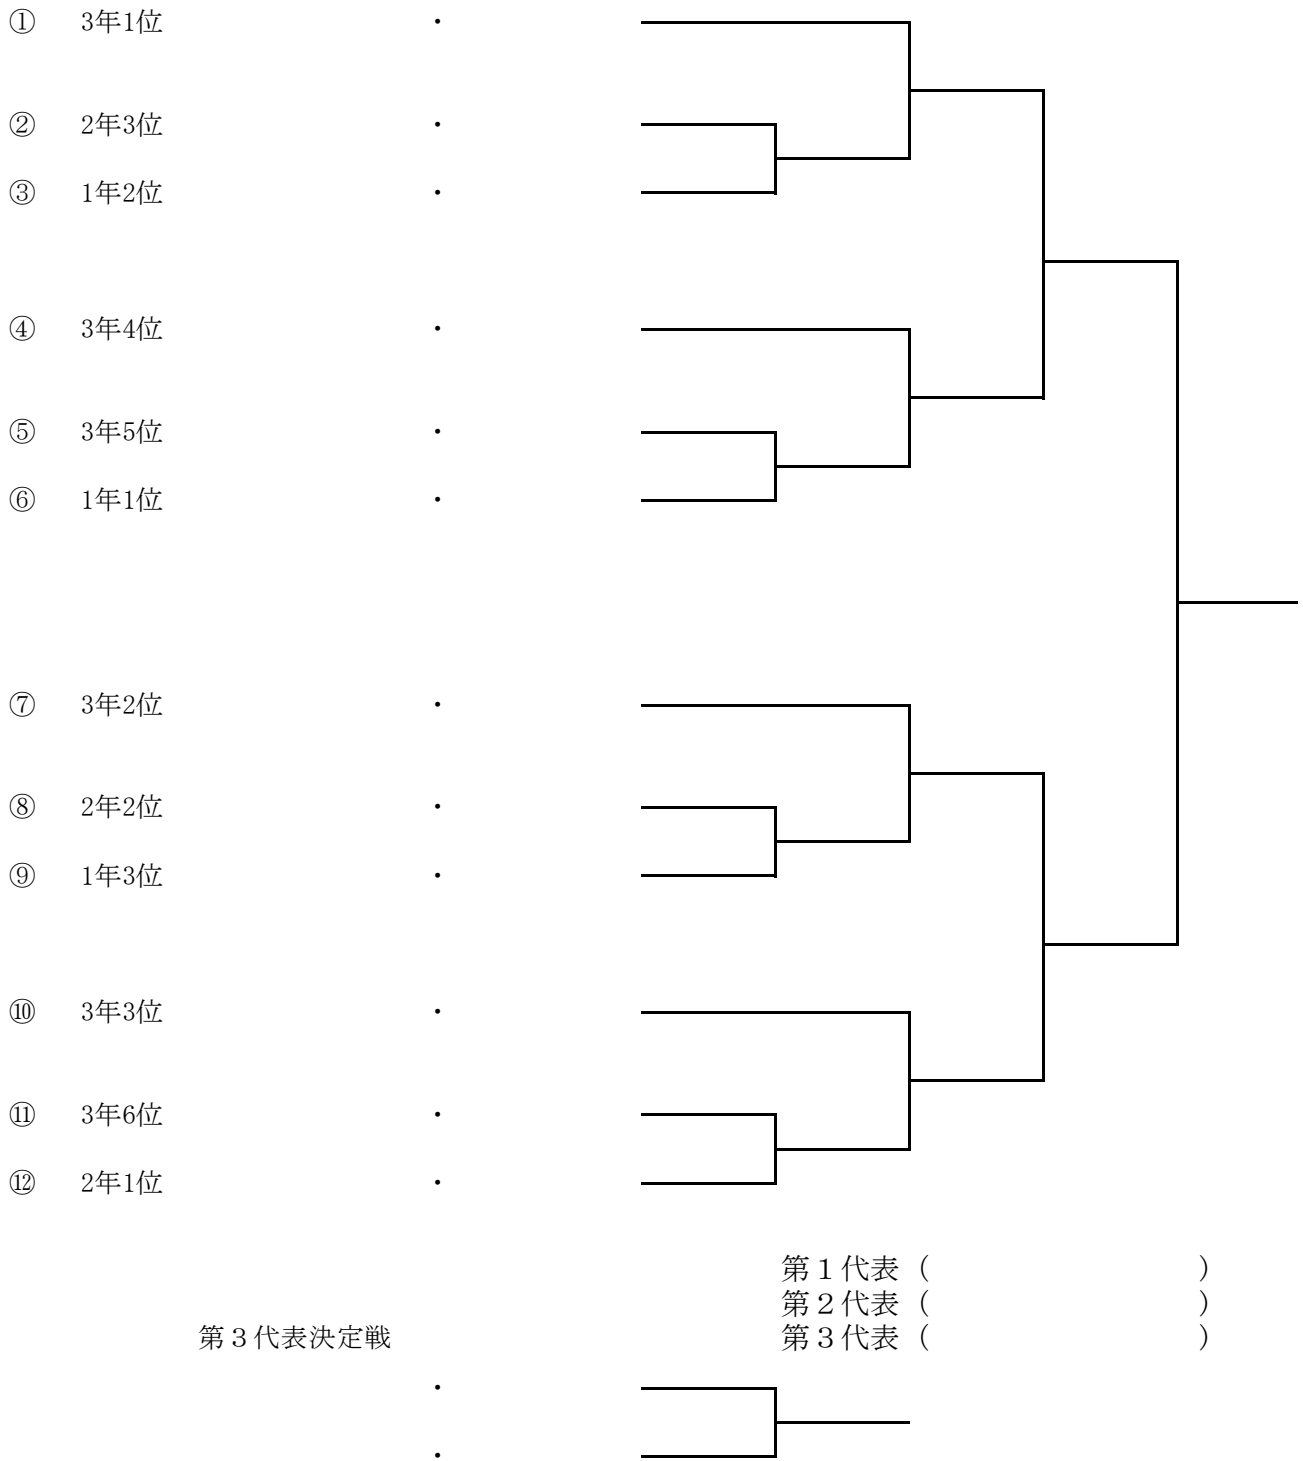 ① 3年1位 ・
② 2年3位 ・
③ 1年2位 ・
④ 3年4位 ・
⑤ 3年5位 ・
⑥ 1年1位 ・
⑦ 3年2位 ・
⑧ 2年2位 ・
⑨ 1年3位 ・
⑩ 3年3位 ・
⑪ 3年6位 ・
⑫ 2年1位 ・
第１代表（　　　　　　　　　）
第２代表（　　　　　　　　　）
第３代表決定戦 第３代表（　　　　　　　　　）
・
・